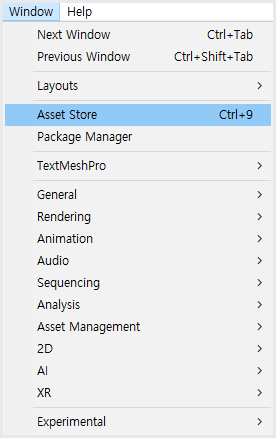 Window Help
Next Window Ctrl+Tab
Previous Window Ctrl+Shift+Tab
Layouts
Asset Store Ctrl+9
Package Manager
TextMeshPro
General
Rendering
Animation
Audio
Sequencing
Analysis
Asset Management
2D
AI
XR
Experimental